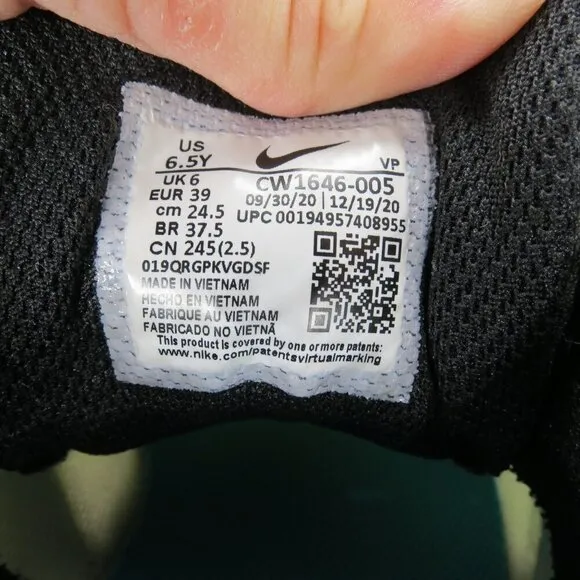 US
6.5Y
VP
UK 6
EUR 39
cm 24.5
BR 37.5
CN 245(2.5)
CW1646-005
09/30/20 | 12/19/20
UPC 00194957408955
019QRGPKVGDSF
MADE IN VIETNAM
HECHO EN VIETNAM
FABRIQUE AU VIETNAM
FABRICADO NO VIETNÃ
This product is covered by one or more patents:
www.nike.com/patentsvirtualmarking